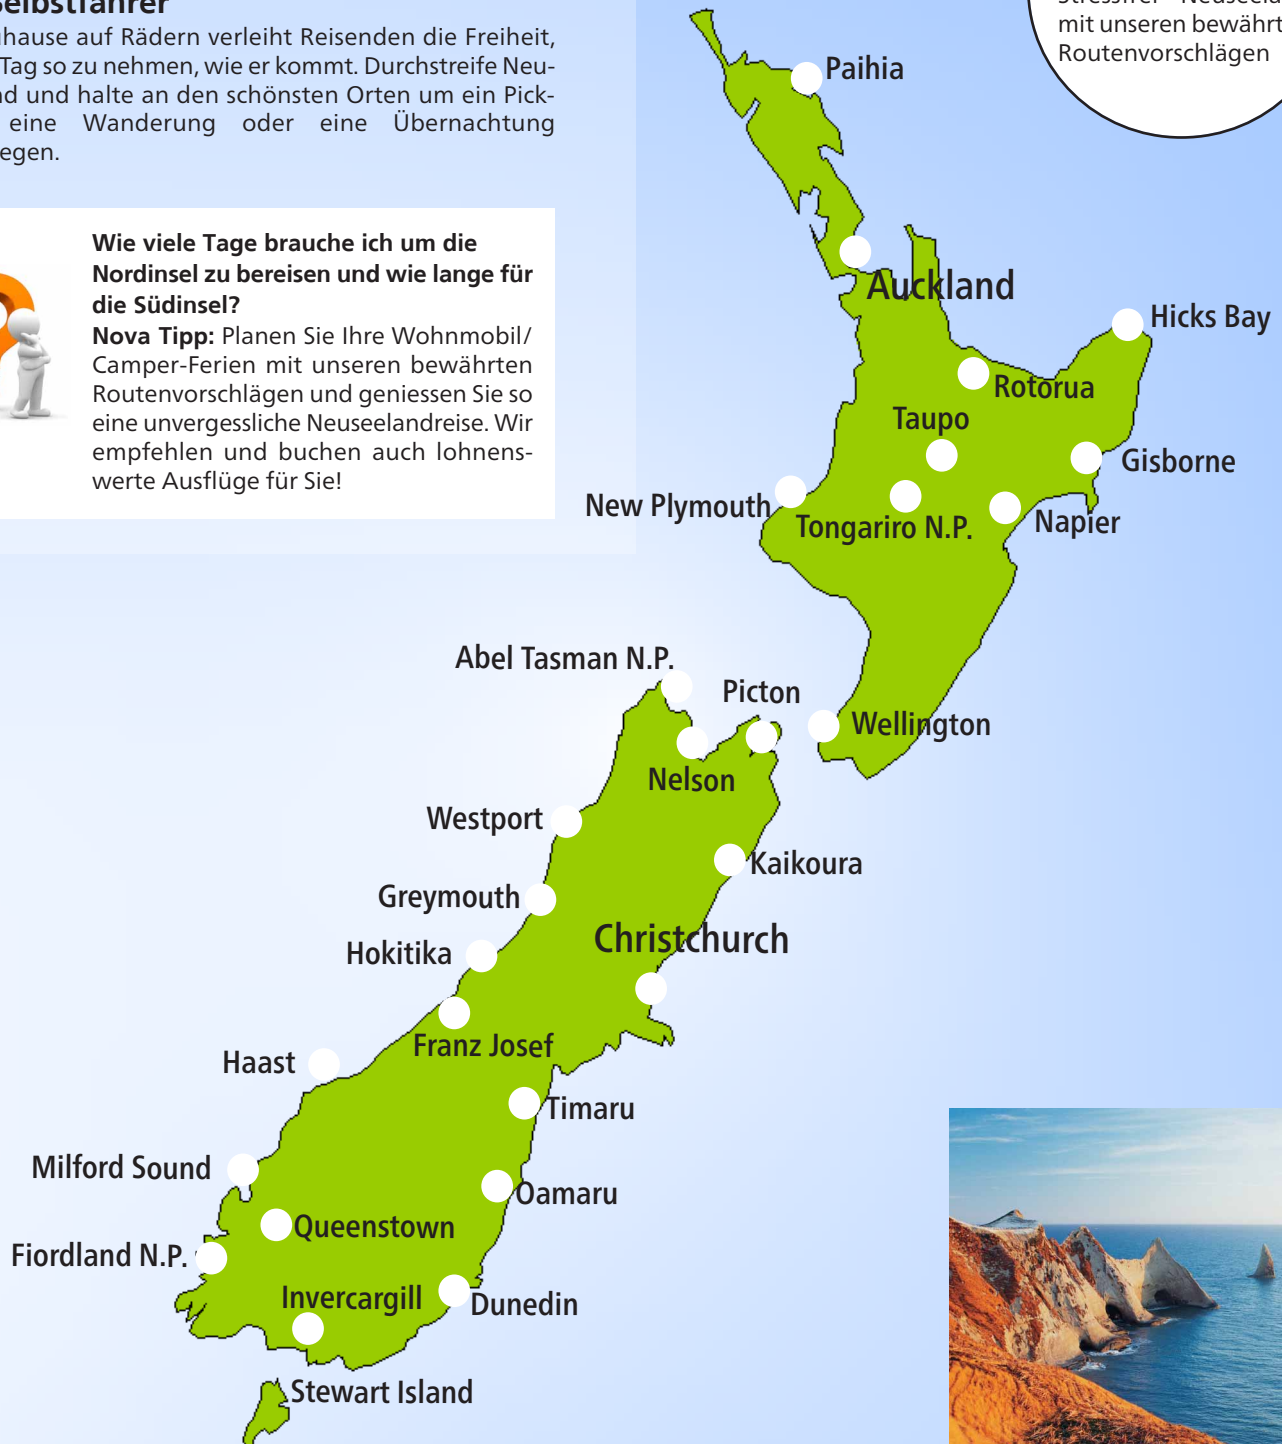 Selbstfahrer
uhause auf Rädern verleiht Reisenden die Freiheit,
Tag so zu nehmen, wie er kommt. Durchstreife Neu-
nd und halte an den schönsten Orten um ein Pick-
eine Wanderung oder eine Übernachtung
egen.
Wie viele Tage brauche ich um die
Nordinsel zu bereisen und wie lange für
die Südinsel?
Nova Tipp: Planen Sie Ihre Wohnmobil/
Camper-Ferien mit unseren bewährten
Routenvorschlägen und geniessen Sie so
eine unvergessliche Neuseelandreise. Wir
empfehlen und buchen auch lohnens-
werte Ausflüge für Sie!
mit unseren bewährt
Routenvorschlägen
Paihia
Auckland
Hicks Bay
Rotorua
Taupo
Gisborne
New Plymouth
Tongariro N.P.
Napier
Abel Tasman N.P.
Picton
Wellington
Nelson
Westport
Kaikoura
Greymouth
Christchurch
Hokitika
Franz Josef
Haast
Timaru
Milford Sound
Oamaru
Queenstown
Fiordland N.P.
Invercargill
Dunedin
Stewart Island